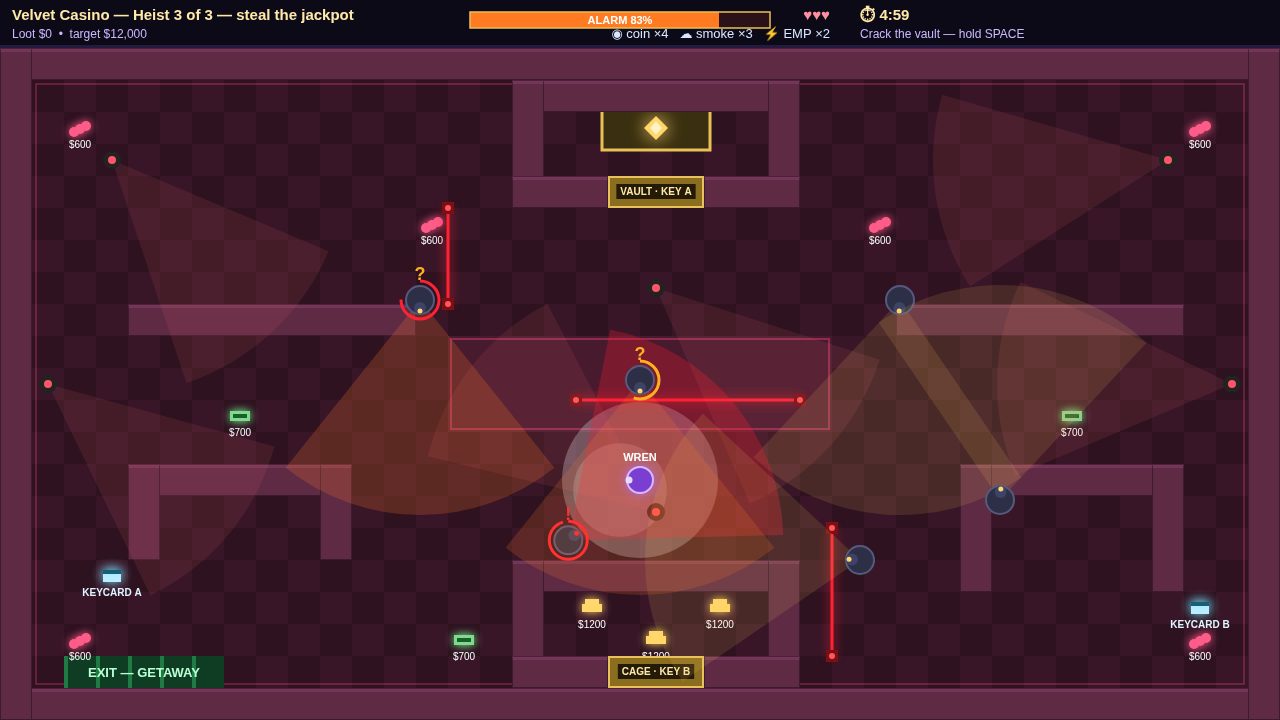 Velvet Casino — Heist 3 of 3 — steal the jackpot
Loot $0 • target $12,000
ALARM 83%
♥♥♥
◉ coin ×4 ☁ smoke ×3 ⚡ EMP ×2
⏱ 4:59
Crack the vault — hold SPACE
$600
$600
VAULT · KEY A
$600
$600
?
?
$700
$700
WREN
!
KEYCARD A
$1200
$1200
KEYCARD B
$600
$700
$1200
$600
EXIT — GETAWAY
CAGE · KEY B